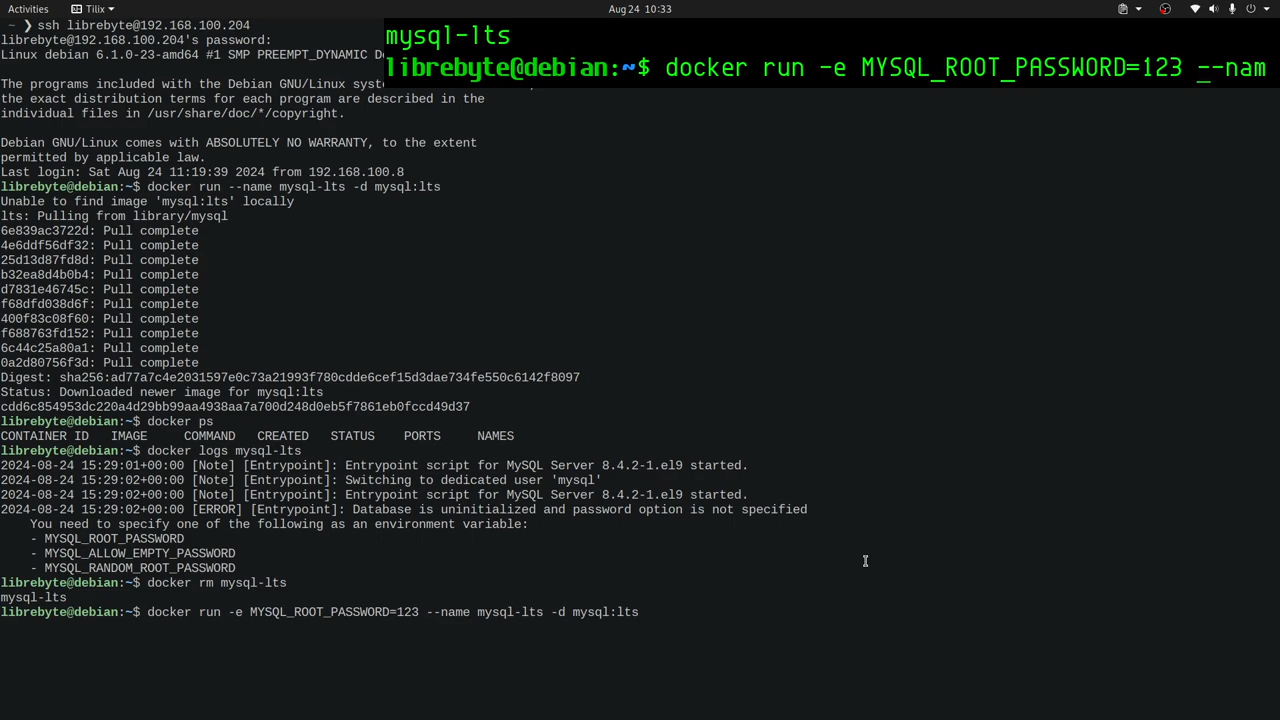 Activities Tilix Aug 24 10:33
~ ❯ ssh librebyte@192.168.100.204
librebyte@192.168.100.204's password:
Linux debian 6.1.0-23-amd64 #1 SMP PREEMPT_DYNAMIC
mysql-lts
librebyte@debian:~$ docker run -e MYSQL_ROOT_PASSWORD=123 --nam
The programs included with the Debian GNU/Linux
the exact distribution terms for each program are described in the
individual files in /usr/share/doc/*/copyright.
Debian GNU/Linux comes with ABSOLUTELY NO WARRANTY, to the extent
permitted by applicable law.
Last login: Sat Aug 24 11:19:39 2024 from 192.168.100.8
librebyte@debian:~$ docker run --name mysql-lts -d mysql:lts
Unable to find image 'mysql:lts' locally
lts: Pulling from library/mysql
6e839ac3722d: Pull complete
4e6ddf56df32: Pull complete
25d13d87fd8d: Pull complete
b32ea8d4b0b4: Pull complete
d7831e46745c: Pull complete
f68dfd038d6f: Pull complete
400f83c08f60: Pull complete
f688763fd152: Pull complete
6c44c25a80a1: Pull complete
0a2d80756f3d: Pull complete
Digest: sha256:ad77a7c4e2031597e0c73a21993f780cdde6cef15d3dae734fe550c6142f8097
Status: Downloaded newer image for mysql:lts
cdd6c854953dc220a4d29bb99aa4938aa7a700d248d0eb5f7861eb0fccd49d37
librebyte@debian:~$ docker ps
CONTAINER ID IMAGE COMMAND CREATED STATUS PORTS NAMES
librebyte@debian:~$ docker logs mysql-lts
2024-08-24 15:29:01+00:00 [Note] [Entrypoint]: Entrypoint script for MySQL Server 8.4.2-1.el9 started.
2024-08-24 15:29:02+00:00 [Note] [Entrypoint]: Switching to dedicated user 'mysql'
2024-08-24 15:29:02+00:00 [Note] [Entrypoint]: Entrypoint script for MySQL Server 8.4.2-1.el9 started.
2024-08-24 15:29:02+00:00 [ERROR] [Entrypoint]: Database is uninitialized and password option is not specified
You need to specify one of the following as an environment variable:
- MYSQL_ROOT_PASSWORD
- MYSQL_ALLOW_EMPTY_PASSWORD
- MYSQL_RANDOM_ROOT_PASSWORD
librebyte@debian:~$ docker rm mysql-lts
mysql-lts
librebyte@debian:~$ docker run -e MYSQL_ROOT_PASSWORD=123 --name mysql-lts -d mysql:lts